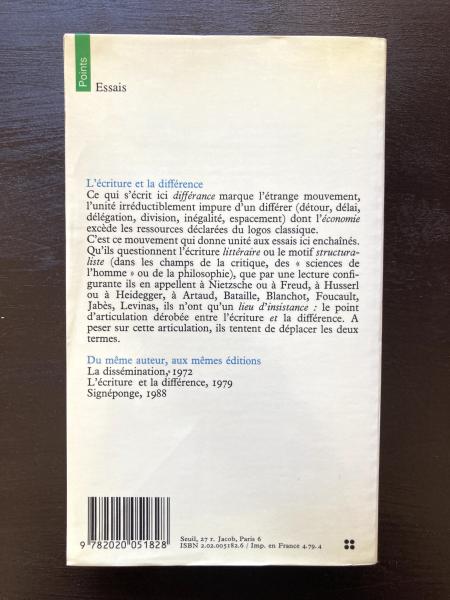 Points
Essais
L'écriture et la différence
Ce qui s'écrit ici différance marque l'étrange mouvement,
l'unité irréductiblement impure d'un différer (détour, délai,
délégation, division, inégalité, espacement) dont l'économie
excède les ressources déclarées du logos classique.
C'est ce mouvement qui donne unité aux essais ici enchaînés.
Qu'ils questionnent l'écriture littéraire ou le motif structura-
liste (dans les champs de la critique, des « sciences de
l'homme » ou de la philosophie), que par une lecture confi-
gurante ils en appellent à Nietzsche ou à Freud, à Husserl
ou à Heidegger, à Artaud, Bataille, Blanchot, Foucault,
Jabès, Levinas, ils n'ont qu'un lieu d'insistance : le point
d'articulation dérobée entre l'écriture et la différance. A
peser sur cette articulation, ils tentent de déplacer les deux
termes.
Du même auteur, aux mêmes éditions
La dissémination, 1972
L'écriture et la différence, 1979
Signéponge, 1988
9 782020 051828
Seuil, 27 r. Jacob, Paris 6
ISBN 2.02.005182.6 / Imp. en France 4.79.4